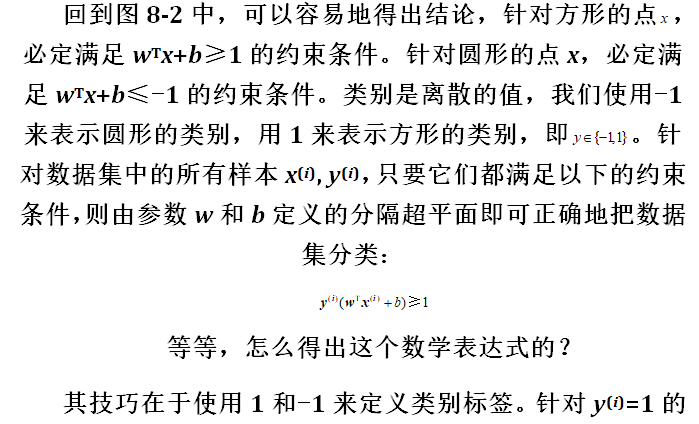 回到图 8-2 中，可以容易地得出结论，针对方形的点 x，
必定满足 wᵀx+b≥1 的约束条件。针对圆形的点 x，必定满
足 wᵀx+b≤-1 的约束条件。类别是离散的值，我们使用-1
来表示圆形的类别，用 1 来表示方形的类别，即 y∈{-1,1}。针
对数据集中的所有样本 x⁽ⁱ⁾, y⁽ⁱ⁾，只要它们都满足以下的约束
条件，则由参数 w 和 b 定义的分隔超平面即可正确地把数据
集分类：
y⁽ⁱ⁾(wᵀx⁽ⁱ⁾+b)≥1
等等，怎么得出这个数学表达式的？
其技巧在于使用 1 和-1 来定义类别标签。针对 y⁽ⁱ⁾=1 的